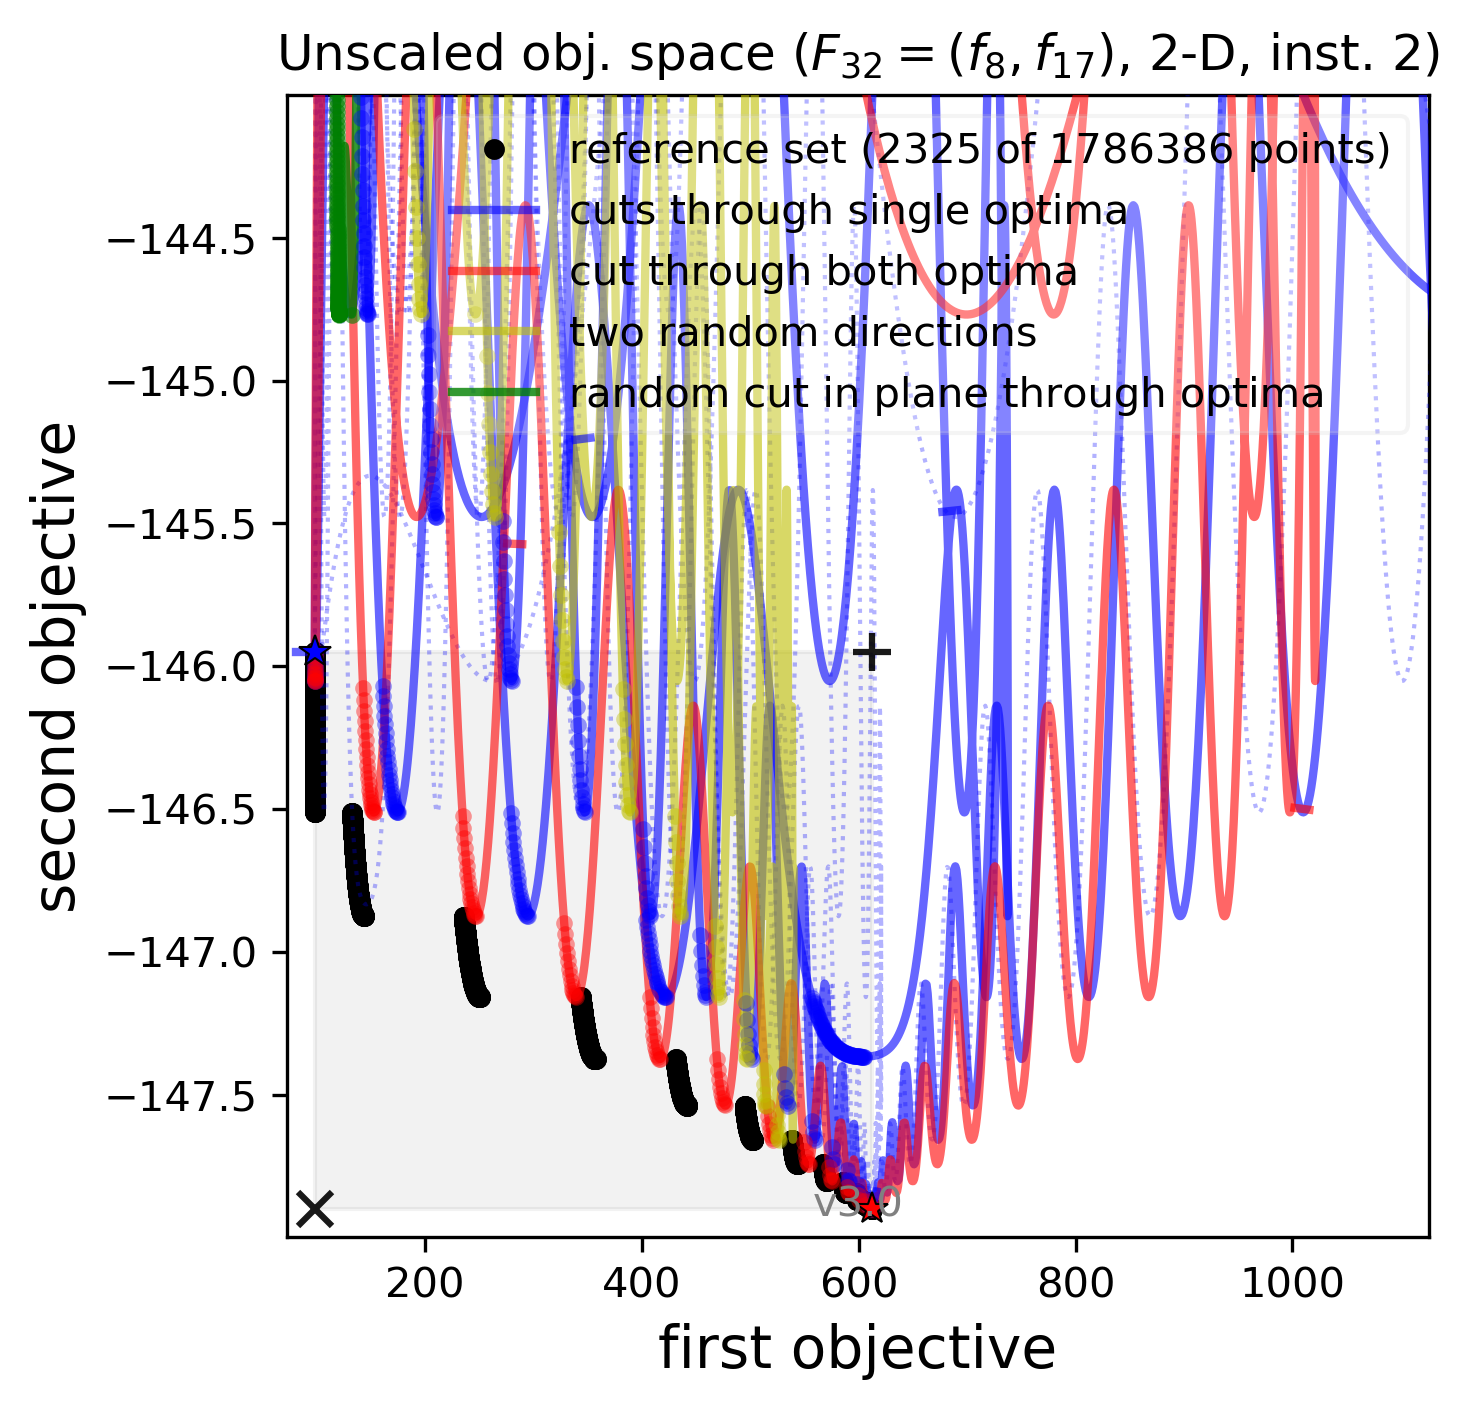 Unscaled obj. space (F32 = (f8, f17), 2-D, inst. 2)
reference set (2325 of 1786386 points)
cuts through single optima
cut through both optima
two random directions
random cut in plane through optima
second objective
−144.5
−145.0
−145.5
−146.0
−146.5
−147.0
−147.5
v3.0
200 400 600 800 1000
first objective